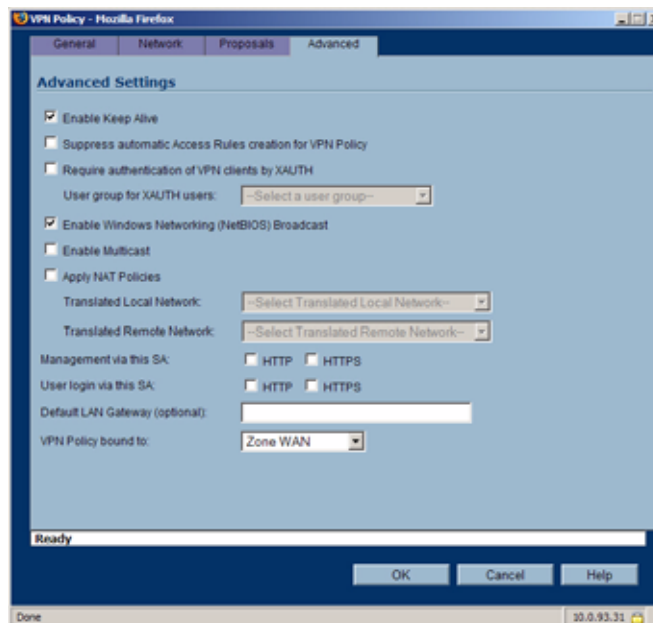 VPN Policy - Mozilla Firefox
General Network Proposals Advanced
Advanced Settings
Enable Keep Alive
Suppress automatic Access Rules creation for VPN Policy
Require authentication of VPN clients by XAUTH
User group for XAUTH users: --Select a user group--
Enable Windows Networking (NetBIOS) Broadcast
Enable Multicast
Apply NAT Policies
Translated Local Network: --Select Translated Local Network--
Translated Remote Network: --Select Translated Remote Network--
Management via this SA: HTTP HTTPS
User login via this SA: HTTP HTTPS
Default LAN Gateway (optional):
VPN Policy bound to: Zone WAN
Ready
OK Cancel Help
Done 10.0.93.31